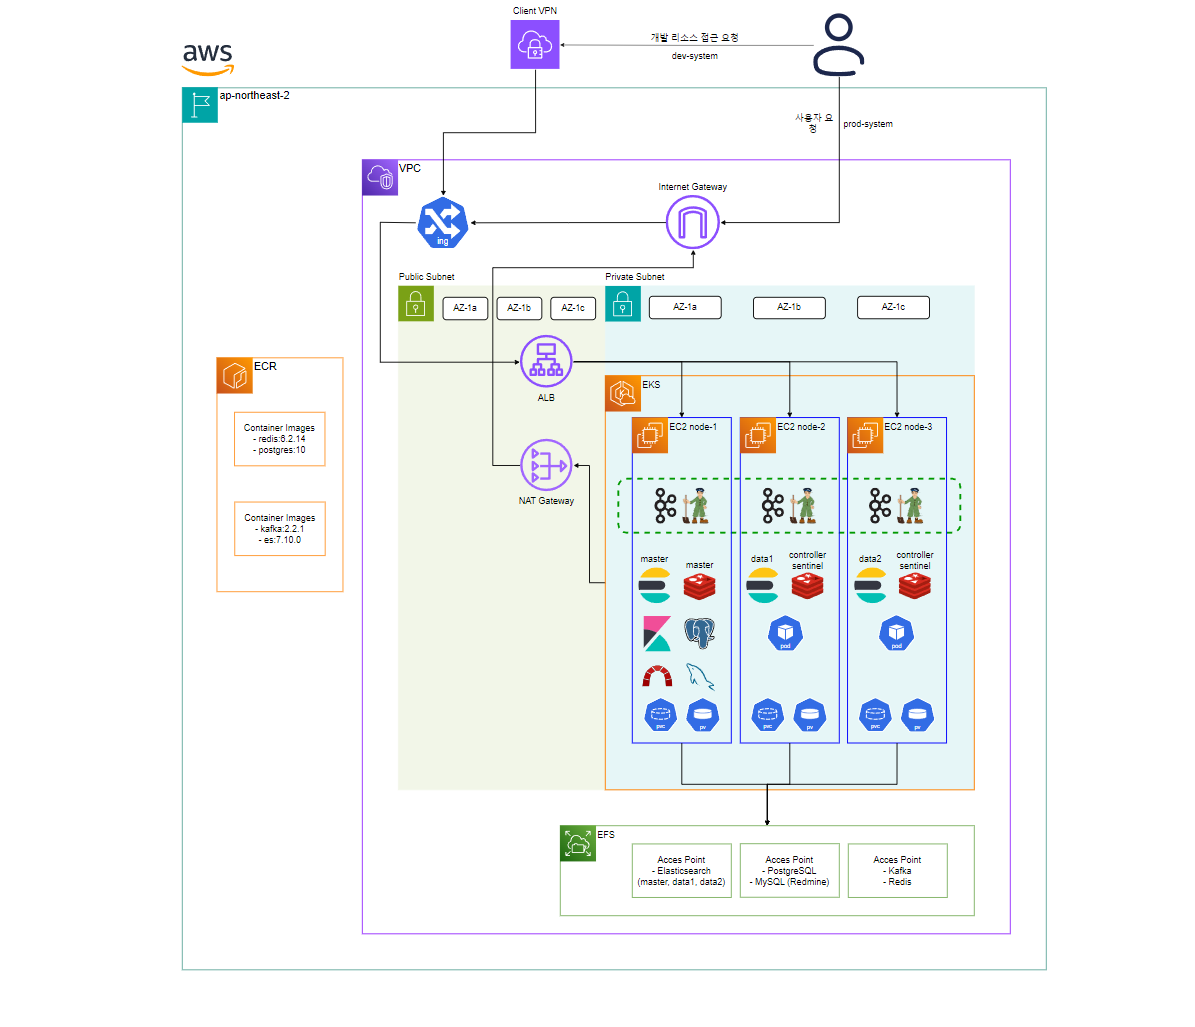 Client VPN
개발 리소스 접근 요청
dev-system
aws
ap-northeast-2
사용자 요
청
prod-system
VPC
Internet Gateway
ing
Public Subnet
Private Subnet
AZ-1a
AZ-1b
AZ-1c
AZ-1a
AZ-1b
AZ-1c
ALB
ECR
Container Images
- redis:6.2.14
- postgres:10
Container Images
- kafka:2.2.1
- es:7.10.0
NAT Gateway
EKS
EC2 node-1
EC2 node-2
EC2 node-3
master
master
data1
controller
sentinel
data2
controller
sentinel
pod
pod
pvc
pv
pvc
pv
pvc
pv
EFS
Acces Point
- Elasticsearch
(master, data1, data2)
Acces Point
- PostgreSQL
- MySQL (Redmine)
Acces Point
- Kafka
- Redis